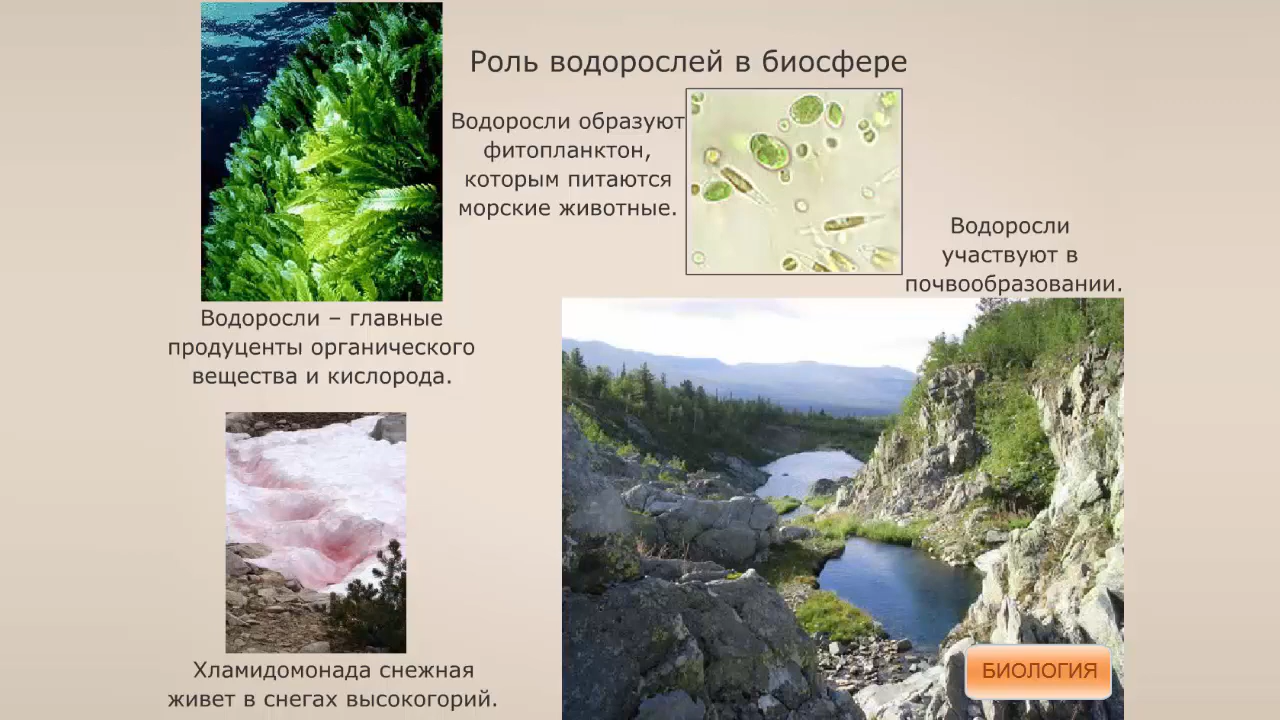 Роль водорослей в биосфере
Водоросли образуют
фитопланктон,
которым питаются
морские животные.
Водоросли
участвуют в
почвообразовании.
Водоросли – главные
продуценты органического
вещества и кислорода.
Хламидомонада снежная
живет в снегах высокогорий.
БИОЛОГИЯ